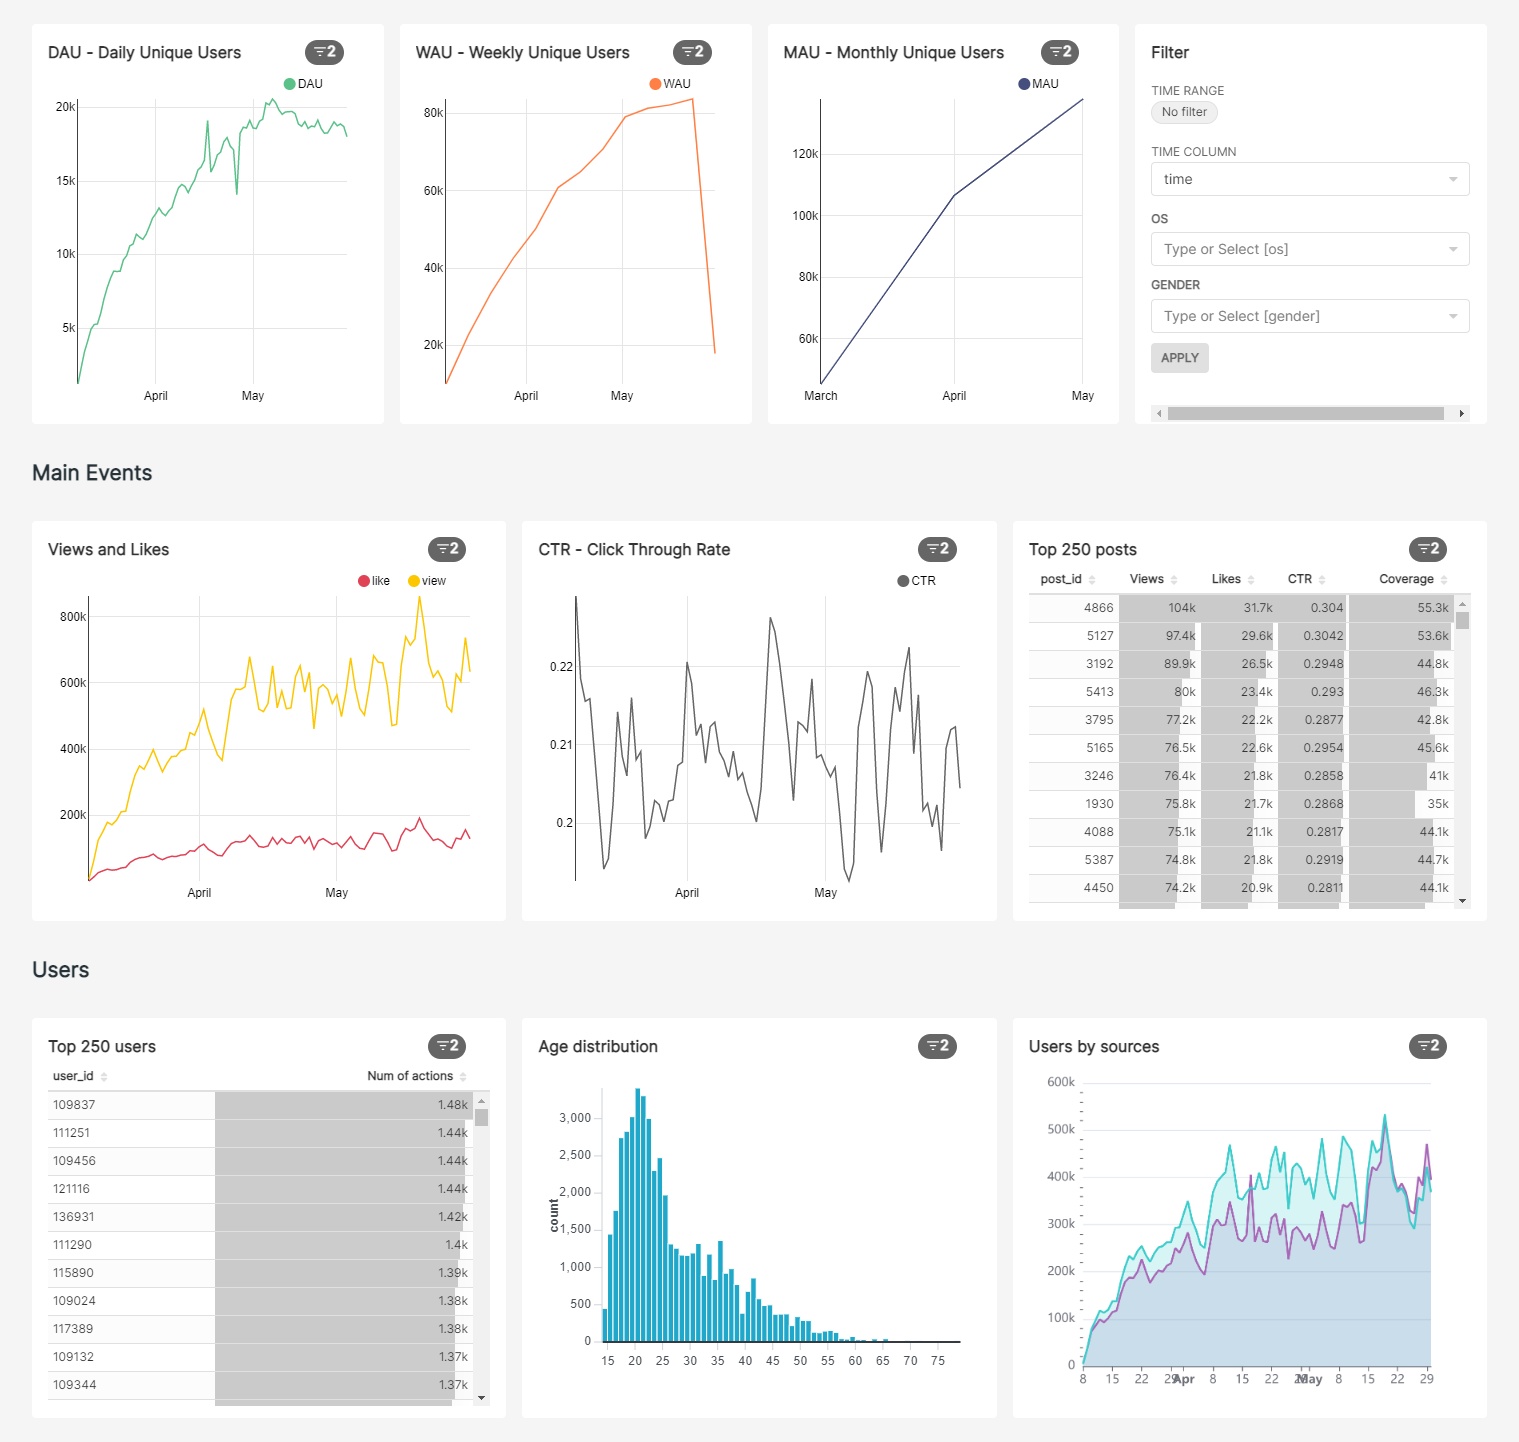 DAU - Daily Unique Users
2
DAU
20k
15k
10k
5k
April May
WAU - Weekly Unique Users
2
WAU
80k
60k
40k
20k
April May
MAU - Monthly Unique Users
2
MAU
120k
100k
80k
60k
March April May
Filter
TIME RANGE
No filter
TIME COLUMN
time
OS
Type or Select [os]
GENDER
Type or Select [gender]
APPLY
Main Events
Views and Likes
2
like view
800k
600k
400k
200k
April May
CTR - Click Through Rate
2
CTR
0.22
0.21
0.2
April May
Top 250 posts
2
post_id Views Likes CTR Coverage
4866 104k 31.7k 0.304 55.3k
5127 97.4k 29.6k 0.3042 53.6k
3192 89.9k 26.5k 0.2948 44.8k
5413 80k 23.4k 0.293 46.3k
3795 77.2k 22.2k 0.2877 42.8k
5165 76.5k 22.6k 0.2954 45.6k
3246 76.4k 21.8k 0.2858 41k
1930 75.8k 21.7k 0.2868 35k
4088 75.1k 21.1k 0.2817 44.1k
5387 74.8k 21.8k 0.2919 44.7k
4450 74.2k 20.9k 0.2811 44.1k
Users
Top 250 users
2
user_id Num of actions
109837 1.48k
111251 1.44k
109456 1.44k
121116 1.44k
136931 1.42k
111290 1.4k
115890 1.39k
109024 1.38k
117389 1.38k
109132 1.37k
109344 1.37k
Age distribution
2
count
3,000
2,500
2,000
1,500
1,000
500
0
15 20 25 30 35 40 45 50 55 60 65 70 75
Users by sources
2
600k
500k
400k
300k
200k
100k
0
8 15 22 29 Apr 8 15 22 29 May 8 15 22 29